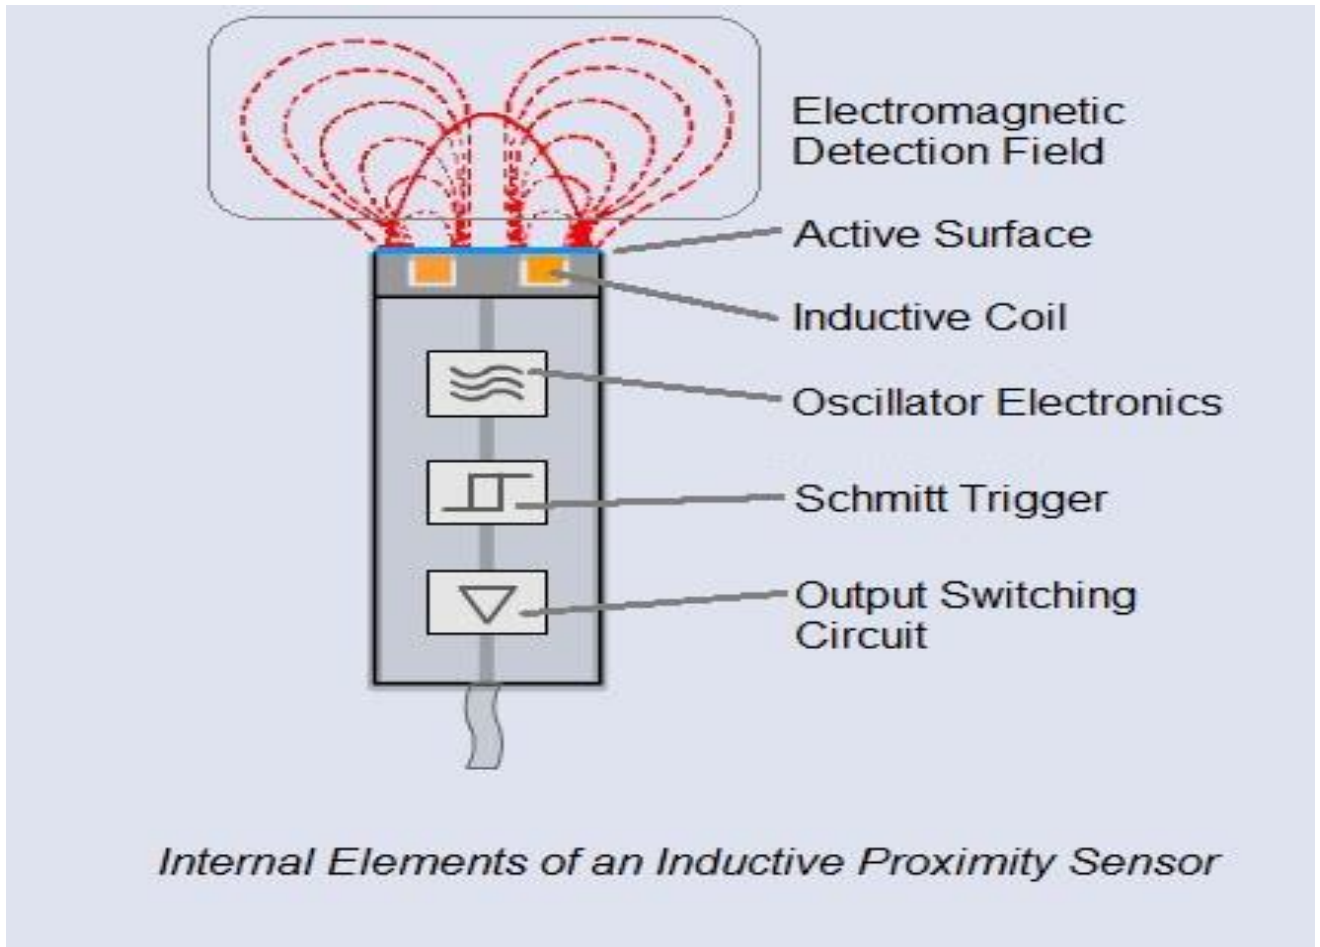 Electromagnetic
Detection Field
Active Surface
Inductive Coil
Oscillator Electronics
Schmitt Trigger
Output Switching
Circuit
Internal Elements of an Inductive Proximity Sensor